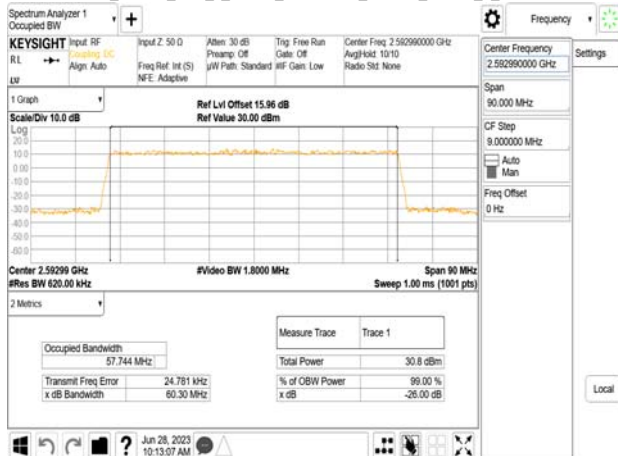 Spectrum Analyzer 1
Occupied BW
+
Frequency
Settings
KEYSIGHT
RL
LVI
Input: RF
Coupling: DC
Align: Auto
Input Z: 50 Ω
Freq Ref: Int (S)
NFE: Adaptive
Atten: 30 dB
Preamp: Off
µW Path: Standard
Trig: Free Run
Gate: Off
#IF Gain: Low
Center Freq: 2.592990000 GHz
Avg|Hold: 10/10
Radio Std: None
Center Frequency
2.592990000 GHz
Span
90.000 MHz
CF Step
9.000000 MHz
Auto
Man
Freq Offset
0 Hz
Local
1 Graph
Scale/Div 10.0 dB
Ref Lvl Offset 15.96 dB
Ref Value 30.00 dBm
Log
20.0
10.0
0.00
-10.0
-20.0
-30.0
-40.0
-50.0
-60.0
Center 2.59299 GHz
#Res BW 620.00 kHz
#Video BW 1.8000 MHz
Span 90 MHz
Sweep 1.00 ms (1001 pts)
2 Metrics
Measure Trace Trace 1
Occupied Bandwidth
57.744 MHz
Total Power 30.8 dBm
Transmit Freq Error 24.781 kHz
% of OBW Power 99.00 %
x dB Bandwidth 60.30 MHz
x dB -26.00 dB
?
Jun 28, 2023
10:13:07 AM